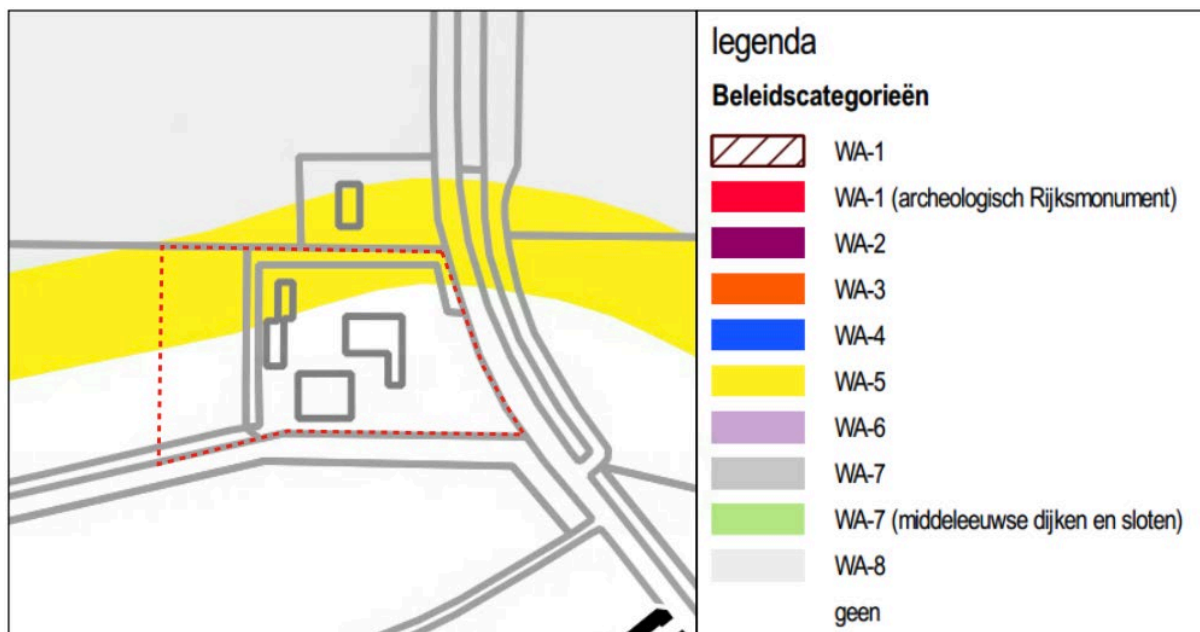 legenda
Beleidscategorieën
WA-1
WA-1 (archeologisch Rijksmonument)
WA-2
WA-3
WA-4
WA-5
WA-6
WA-7
WA-7 (middeleeuwse dijken en sloten)
WA-8
geen